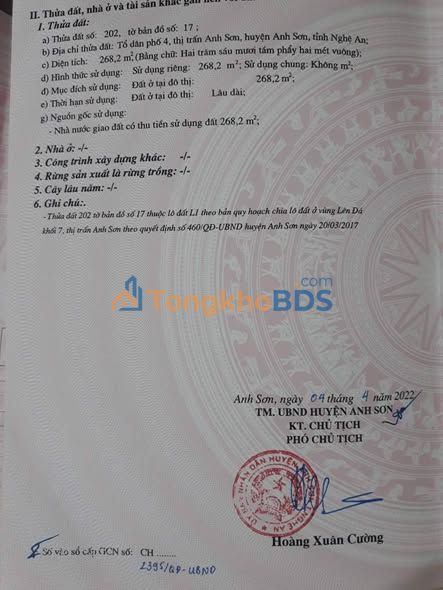 II. Thửa đất, nhà ở và tài sản khác gắn liền với
1. Thửa đất:
a) Thửa đất số: 202, tờ bản đồ số: 17 ;
b) Địa chỉ thửa đất: Tổ dân phố 4, thị trấn Anh Sơn, huyện Anh Sơn, tỉnh Nghệ An;
c) Diện tích: 268,2 m², (Bằng chữ: Hai trăm sáu mươi tám phẩy hai mét vuông);
d) Hình thức sử dụng: Sử dụng riêng: 268,2 m²; Sử dụng chung: Không m²;
đ) Mục đích sử dụng: Đất ở tại đô thị: 268,2 m²;
e) Thời hạn sử dụng: Đất ở tại đô thị: Lâu dài;
g) Nguồn gốc sử dụng:
- Nhà nước giao đất có thu tiền sử dụng đất 268,2 m²;
2. Nhà ở: -/-
3. Công trình xây dựng khác: -/-
4. Rừng sản xuất là rừng trồng: -/-
5. Cây lâu năm: -/-
6. Ghi chú:.
- Thửa đất 202 tờ bản đồ số 17 thuộc lô đất L1 theo bản quy hoạch chia lô đất ở vùng Lèn Đá
khối 7, thị trấn Anh Sơn theo quyết định số 460/QĐ-UBND huyện Anh Sơn ngày 20/03/2017
TongkhoBDS.com
Anh Sơn, ngày 04 tháng 4 năm 2022
TM. UBND HUYỆN ANH SƠN
KT. CHỦ TỊCH
PHÓ CHỦ TỊCH
ỦY BAN NHÂN DÂN HUYỆN ANH SƠN
NGHỆ AN
Hoàng Xuân Cường
Số vào sổ cấp GCN số: CH ........
2395/QĐ-UBND